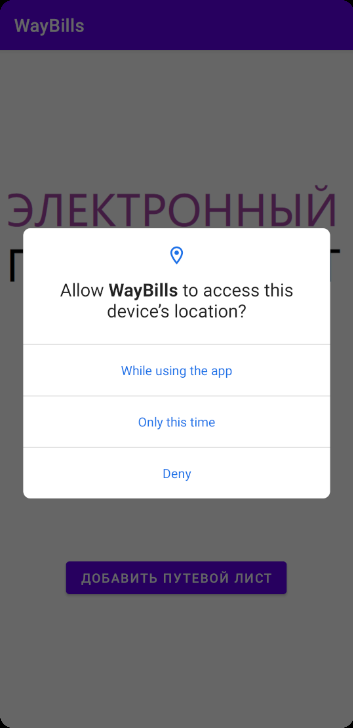 WayBills
ЭЛЕКТРОННЫЙ
Allow WayBills to access this
device's location?
While using the app
Only this time
Deny
ДОБАВИТЬ ПУТЕВОЙ ЛИСТ